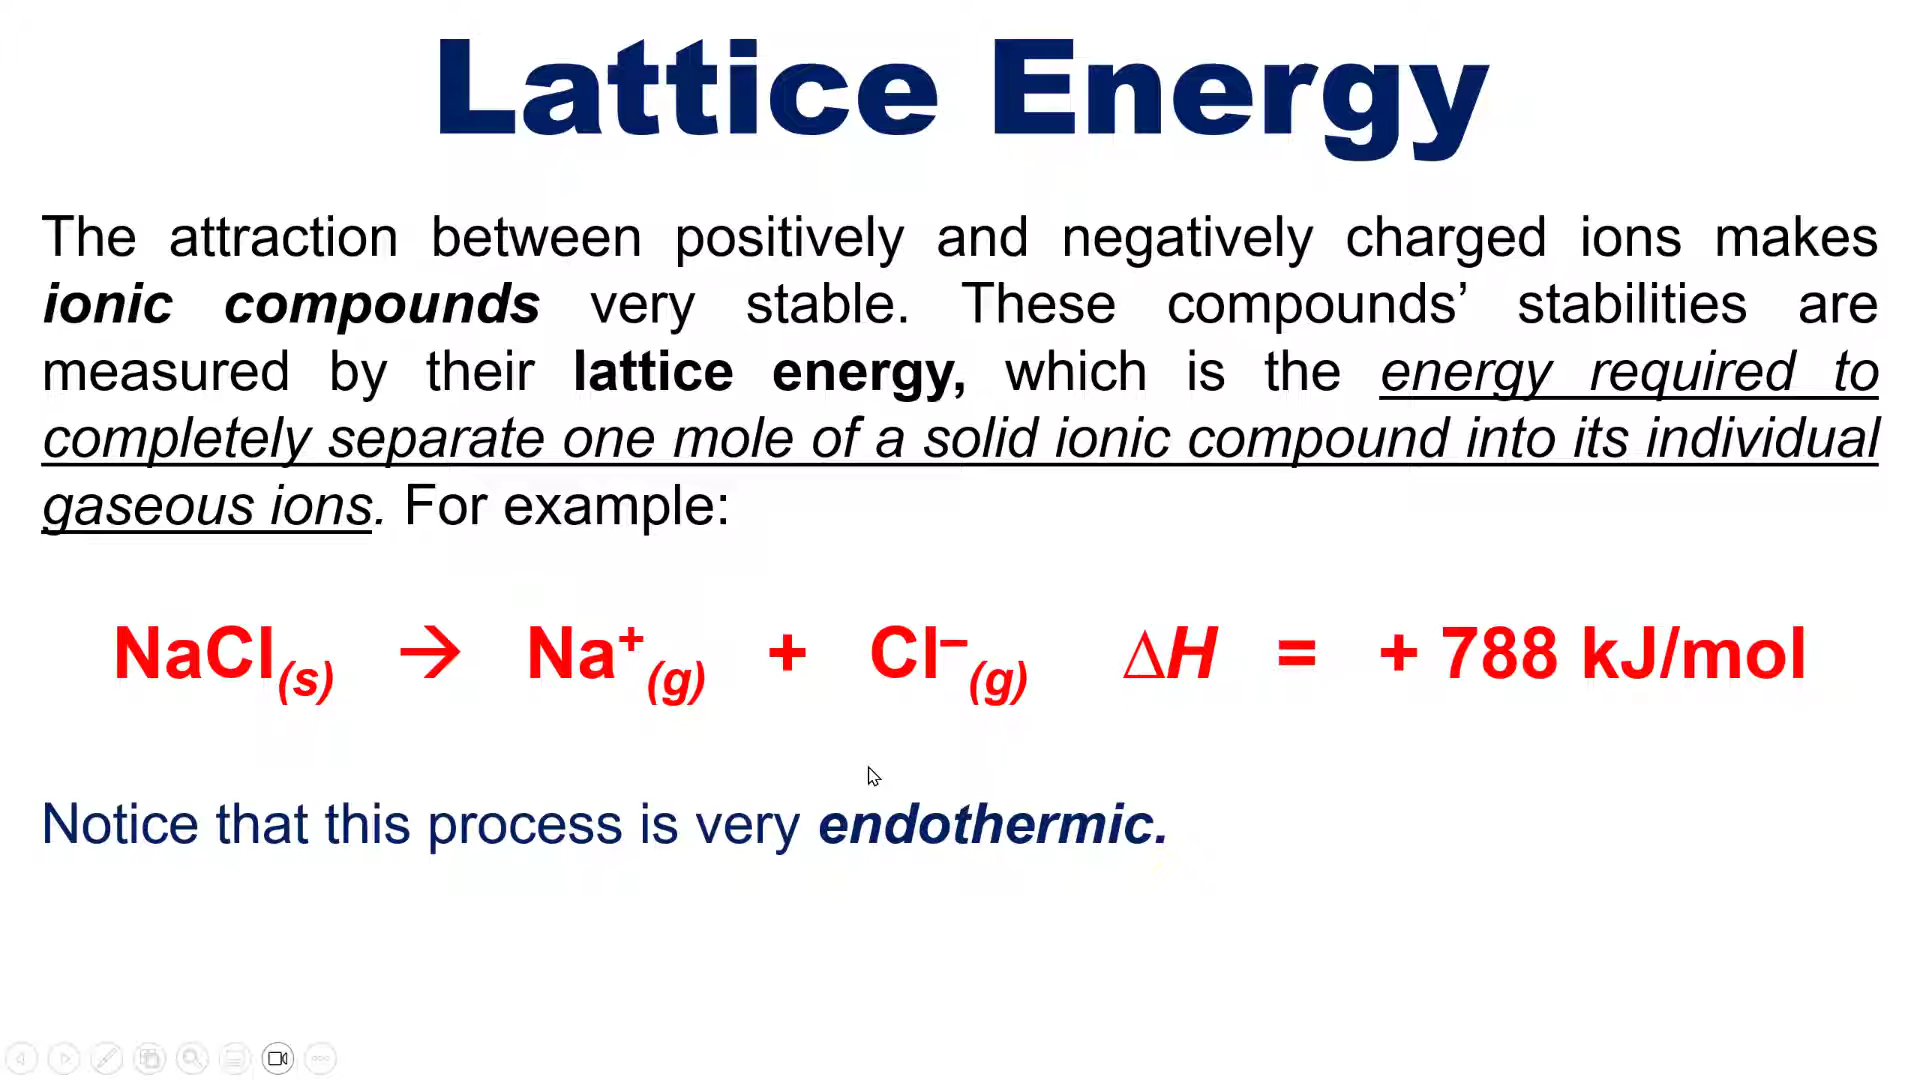 Lattice Energy
The attraction between positively and negatively charged ions makes
ionic compounds very stable. These compounds’ stabilities are
measured by their lattice energy, which is the energy required to
completely separate one mole of a solid ionic compound into its individual
gaseous ions. For example:
NaCl(s) → Na⁺(g) + Cl⁻(g) ΔH = + 788 kJ/mol
Notice that this process is very endothermic.